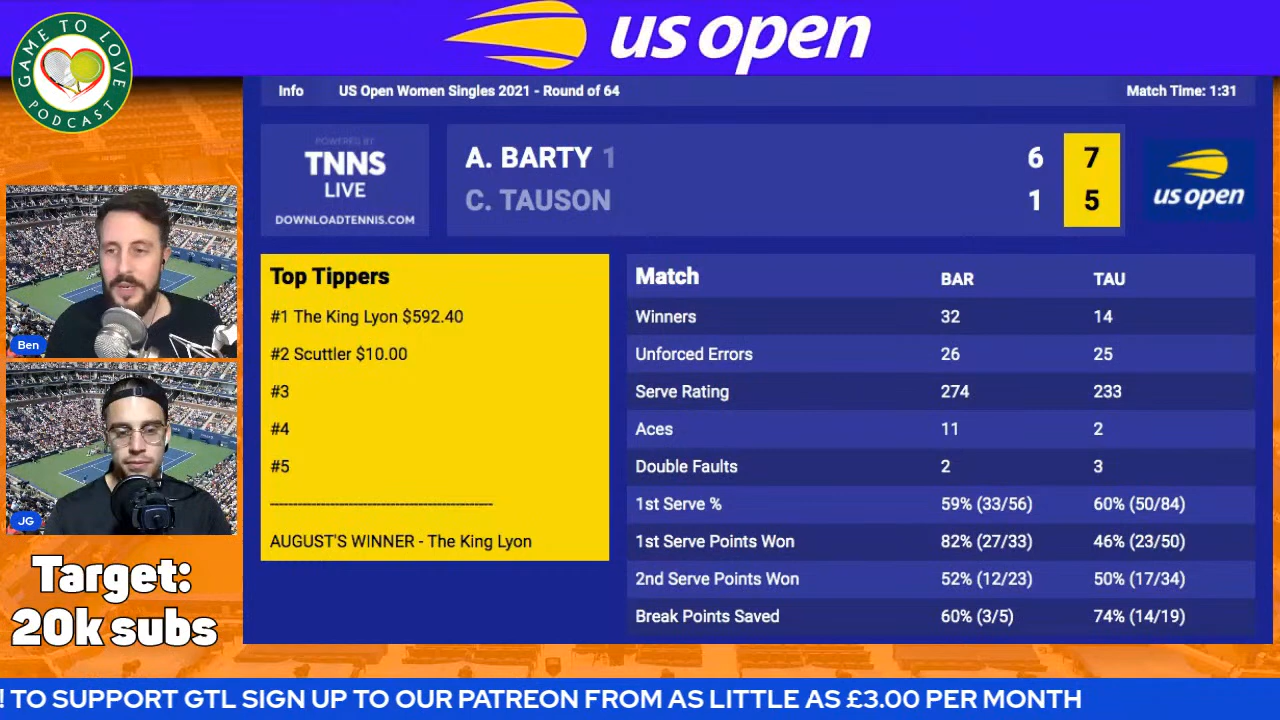 GAME TO LOVE
PODCAST
us open
Info US Open Women Singles 2021 - Round of 64 Match Time: 1:31
POWERED BY
TNNS
LIVE
DOWNLOADTENNIS.COM
A. BARTY 1 6 7
C. TAUSON 1 5
us open
Top Tippers
#1 The King Lyon $592.40
#2 Scuttler $10.00
#3
#4
#5
----------------------------------------------
AUGUST'S WINNER - The King Lyon
Match BAR TAU
Winners 32 14
Unforced Errors 26 25
Serve Rating 274 233
Aces 11 2
Double Faults 2 3
1st Serve % 59% (33/56) 60% (50/84)
1st Serve Points Won 82% (27/33) 46% (23/50)
2nd Serve Points Won 52% (12/23) 50% (17/34)
Break Points Saved 60% (3/5) 74% (14/19)
Ben
JG
Target:
20k subs
! TO SUPPORT GTL SIGN UP TO OUR PATREON FROM AS LITTLE AS £3.00 PER MONTH